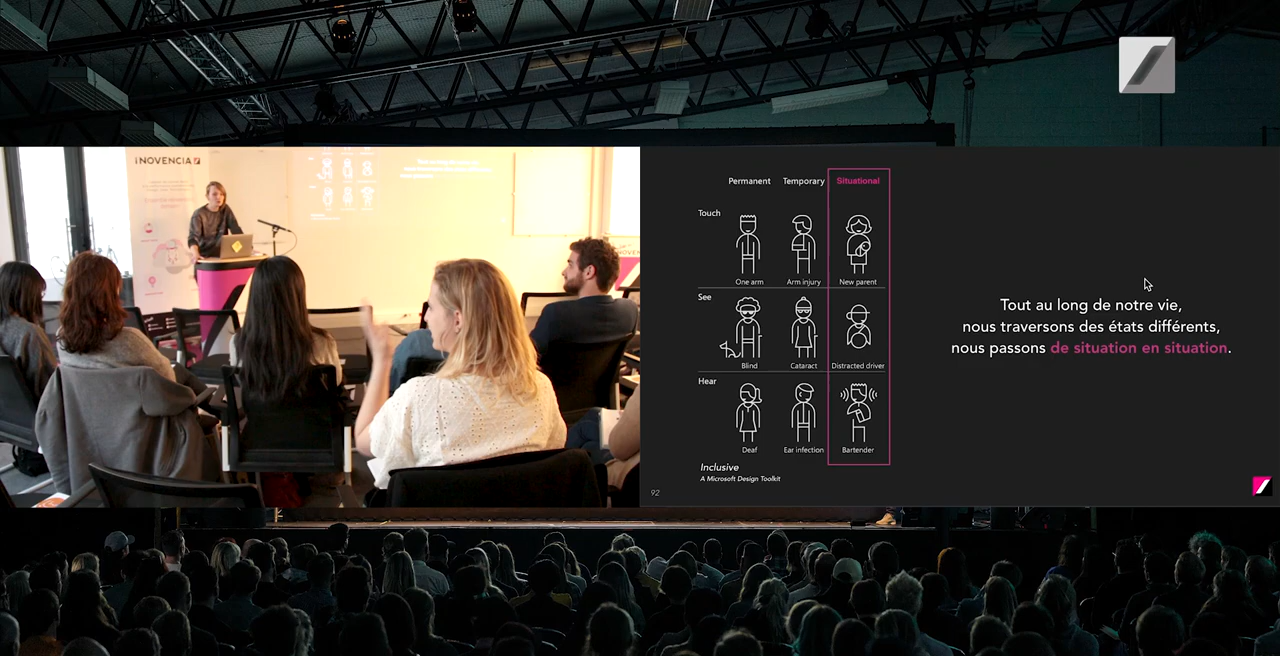 INOVENCIA
Permanent Temporary Situational
Touch
One arm Arm injury New parent
See
Blind Cataract Distracted driver
Hear
Deaf Ear infection Bartender
Inclusive
A Microsoft Design Toolkit
92
Tout au long de notre vie,
nous traversons des états différents,
nous passons de situation en situation.